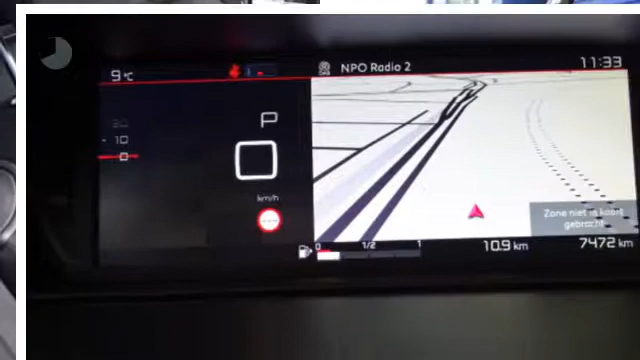 9 °C
NPO Radio 2
11:33
P
10
0
km/h
Zone niet in kaart
gebracht
0 1/2 1
10.9 km
7472 km